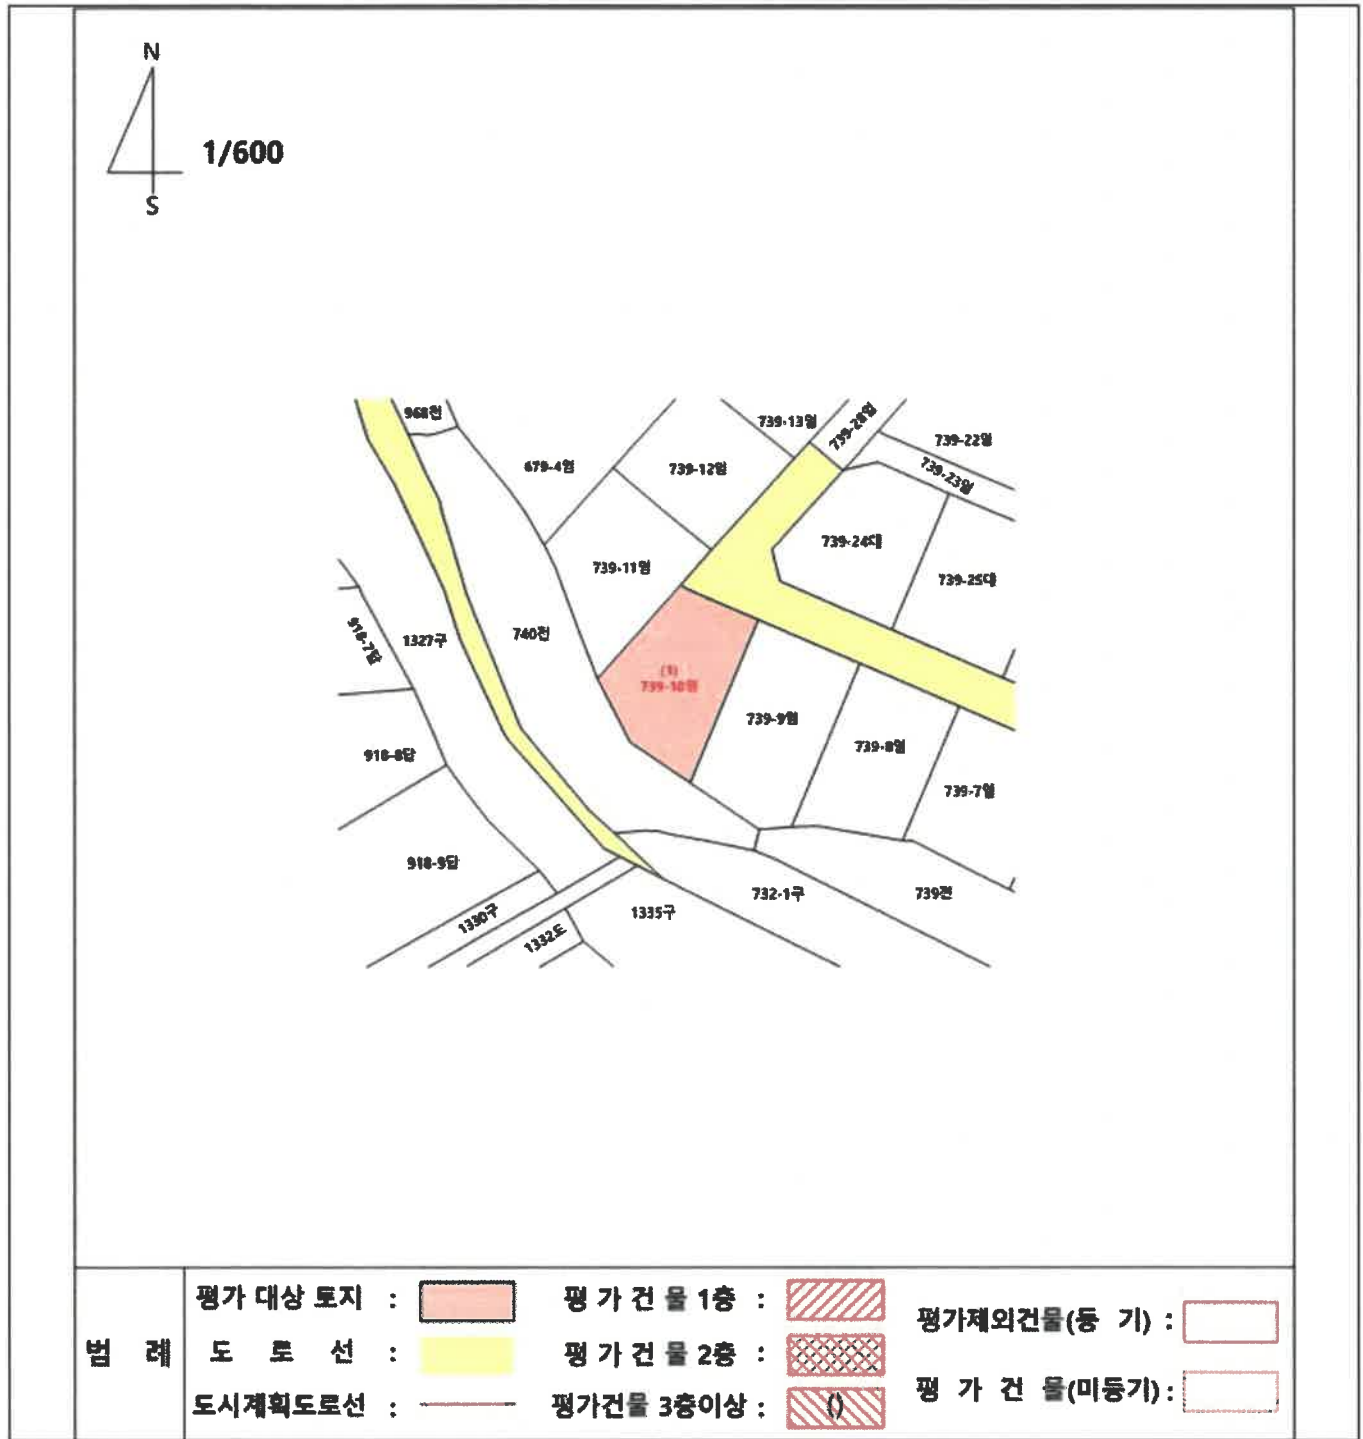 N
1/600
S
968전
739-13임
739-28임
739-22임
739-23임
679-4임
739-12임
739-24대
739-11임
739-25대
918-7답
1327구
740전
(1)
739-10임
739-9임
739-8임
918-8답
739-7임
918-9답
732-1구
739전
1330구
1335구
1332도
범 례
평가 대상 토지 :
평 가 건 물 1층 :
평가제외건물(등 기) :
도 로 선 :
평 가 건 물 2층 :
평 가 건 물(미등기) :
도시계획도로선 :
평가건물 3층이상 :
()